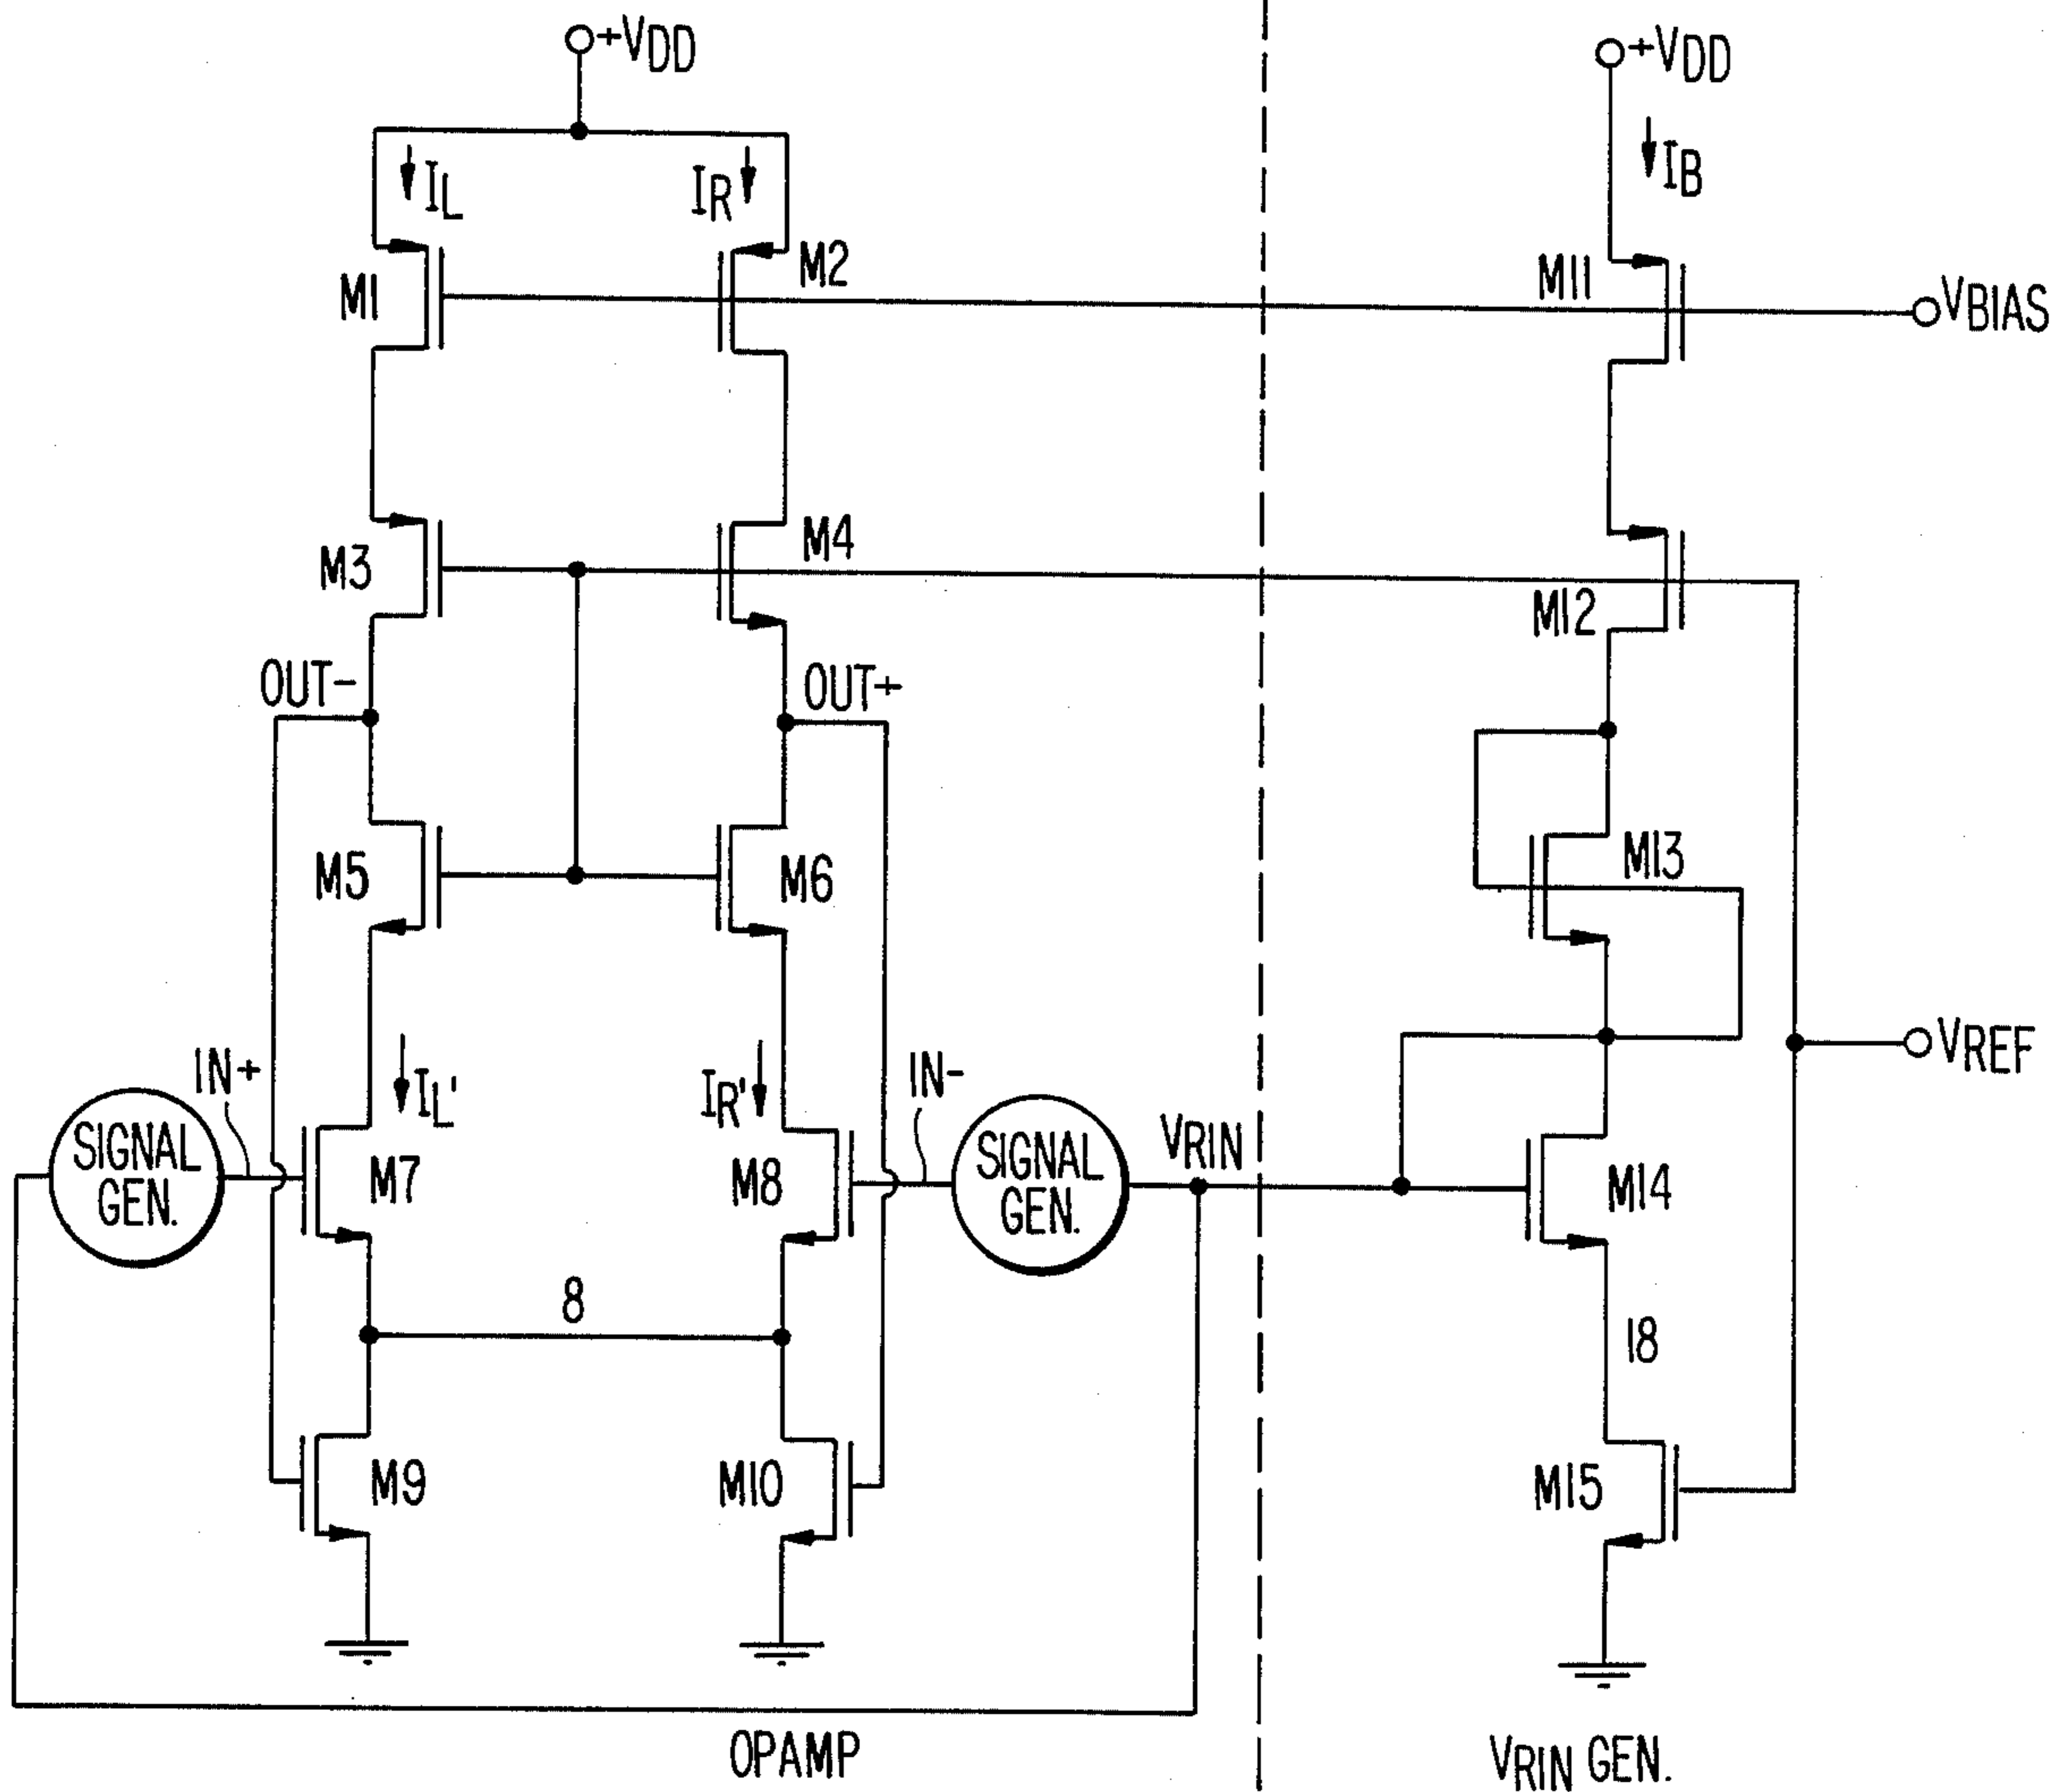 +VDD
+VDD
IL
IR
IB
M1
M2
M11
VBIAS
M3
M4
M12
OUT-
OUT+
M5
M6
M13
VREF
IN+
IL'
IR'
IN-
SIGNAL
GEN.
M7
M8
SIGNAL
GEN.
VRIN
M14
8
18
M9
M10
M15
OPAMP
VRIN GEN.